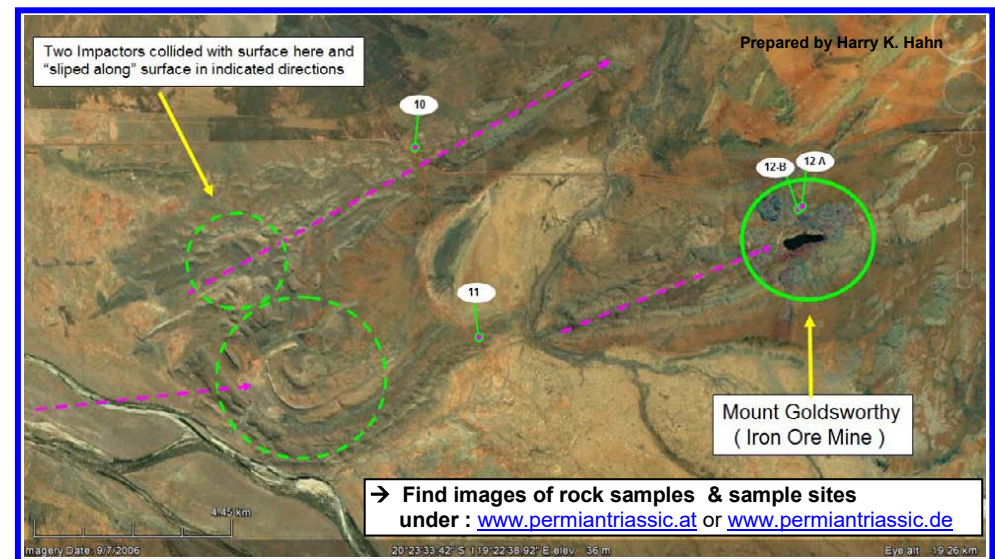 Two Impactors collided with surface here and
“sliped along” surface in indicated directions
Prepared by Harry K. Hahn
10
12-B
12 A
11
Mount Goldsworthy
( Iron Ore Mine )
→ Find images of rock samples & sample sites
under : www.permiantriassic.at or www.permiantriassic.de
4.45 km
magery Date: 9/7/2006
20°23'33.42" S 119°22'38.92" E elev. 36 m
Eye alt 19.26 km